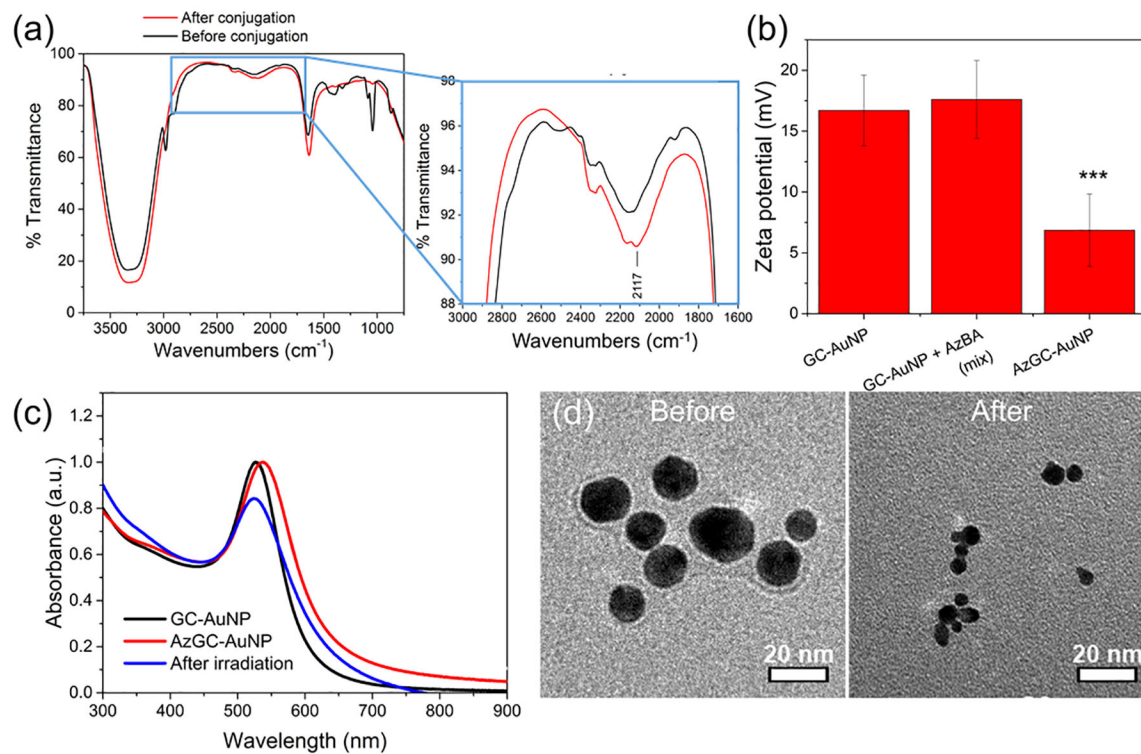 (a)
After conjugation
Before conjugation
100
80
60
40
20
0
% Transmittance
3500 3000 2500 2000 1500 1000
Wavenumbers (cm⁻¹)
98
96
94
92
90
88
% Transmittance
2117
3000 2800 2600 2400 2200 2000 1800 1600
Wavenumbers (cm⁻¹)
(b)
20
15
10
5
0
Zeta potential (mV)
***
GC-AuNP
GC-AuNP + AzBA
(mix)
AzGC-AuNP
(c)
1.2
1.0
0.8
0.6
0.4
0.2
0.0
Absorbance (a.u.)
GC-AuNP
AzGC-AuNP
After irradiation
300 400 500 600 700 800 900
Wavelength (nm)
(d)
Before
20 nm
After
20 nm